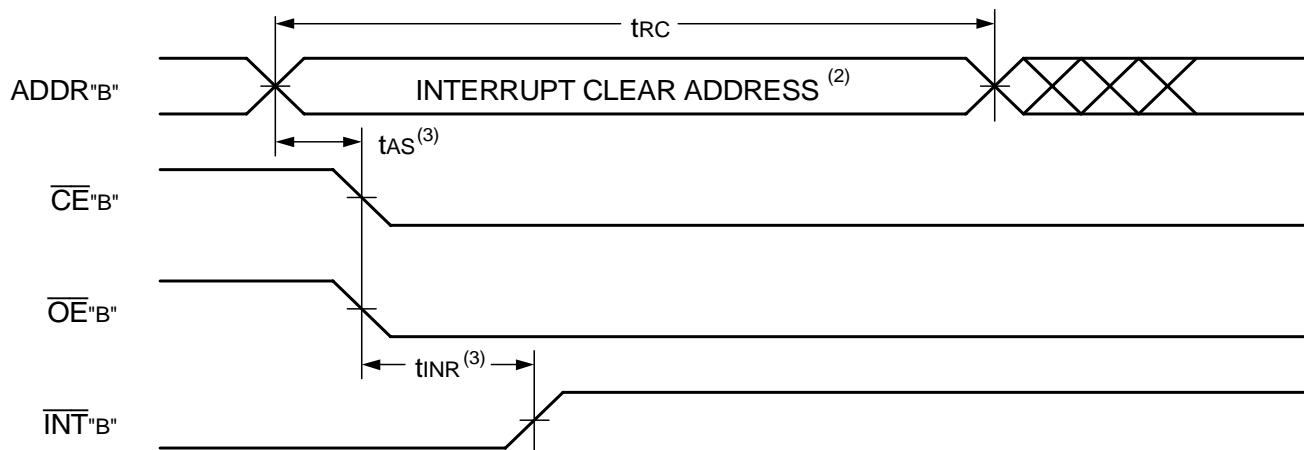 tRC
ADDR"B" INTERRUPT CLEAR ADDRESS (2)
tAS(3)
CE"B"
OE"B"
tINR(3)
INT"B"